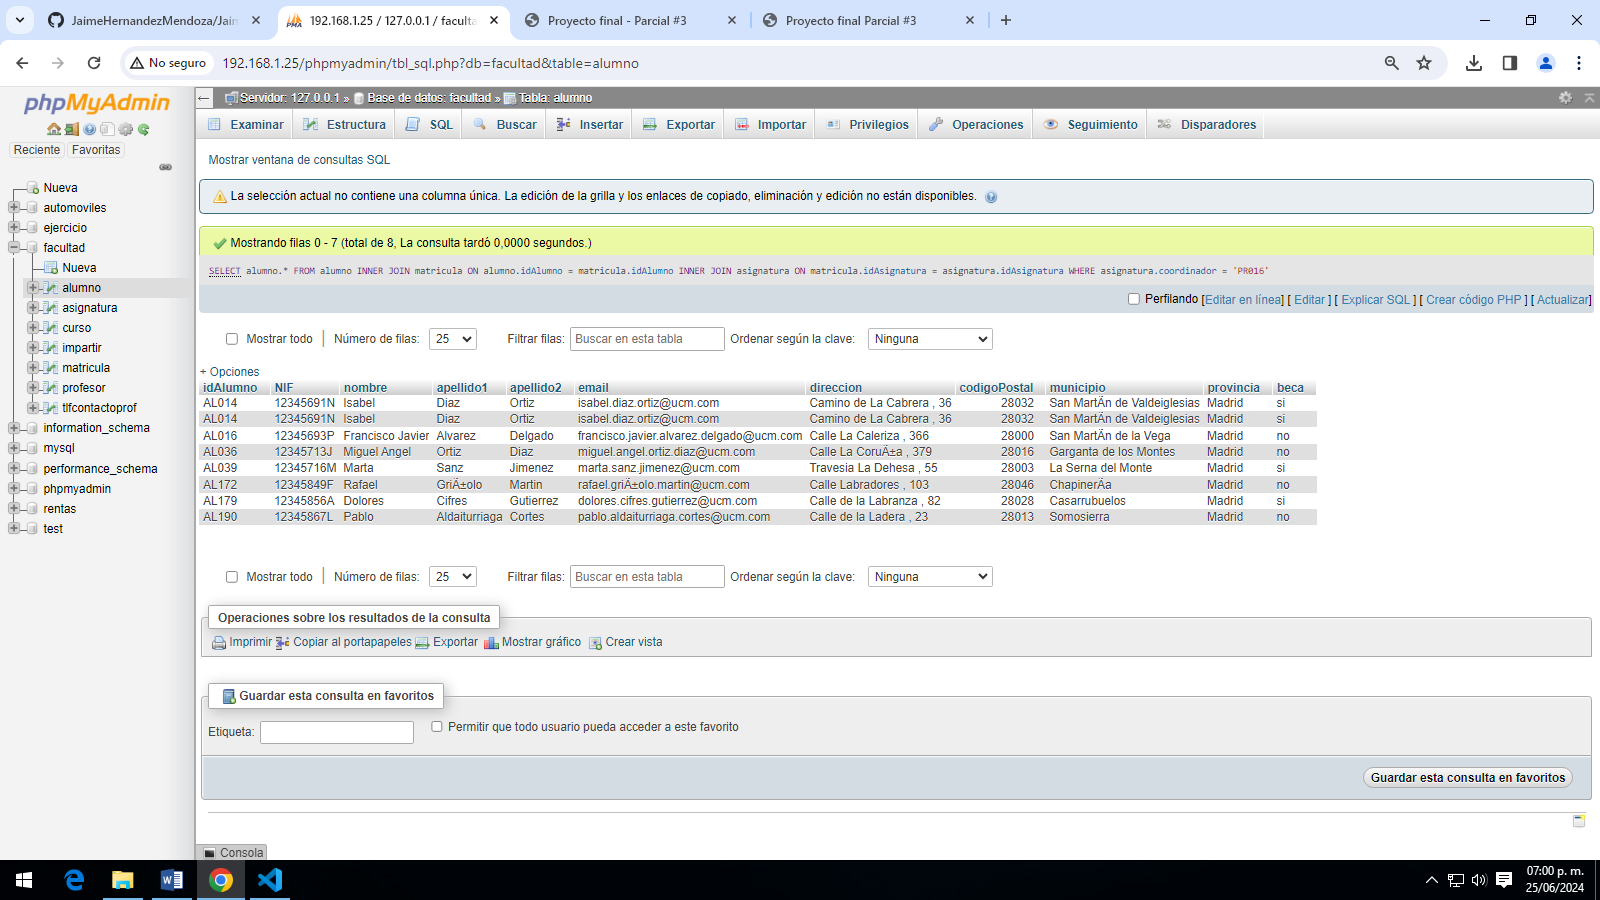 JaimeHernandezMendoza/Jaim
192.168.1.25 / 127.0.0.1 / faculta
Proyecto final - Parcial #3
Proyecto final Parcial #3
No seguro
192.168.1.25/phpmyadmin/tbl_sql.php?db=facultad&table=alumno
phpMyAdmin
Reciente Favoritas
Nueva
automoviles
ejercicio
facultad
Nueva
alumno
asignatura
curso
impartir
matricula
profesor
tlfcontactoprof
information_schema
mysql
performance_schema
phpmyadmin
rentas
test
Servidor: 127.0.0.1 » Base de datos: facultad » Tabla: alumno
Examinar Estructura SQL Buscar Insertar Exportar Importar Privilegios Operaciones Seguimiento Disparadores
Mostrar ventana de consultas SQL
La selección actual no contiene una columna única. La edición de la grilla y los enlaces de copiado, eliminación y edición no están disponibles.
Mostrando filas 0 - 7 (total de 8, La consulta tardó 0,0000 segundos.)
SELECT alumno.* FROM alumno INNER JOIN matricula ON alumno.idAlumno = matricula.idAlumno INNER JOIN asignatura ON matricula.idAsignatura = asignatura.idAsignatura WHERE asignatura.coordinador = 'PR016'
Perfilando [Editar en línea] [ Editar ] [ Explicar SQL ] [ Crear código PHP ] [ Actualizar]
Mostrar todo Número de filas: 25 Filtrar filas: Buscar en esta tabla Ordenar según la clave: Ninguna
+ Opciones
idAlumno NIF nombre apellido1 apellido2 email direccion codigoPostal municipio provincia beca
AL014 12345691N Isabel Diaz Ortiz isabel.diaz.ortiz@ucm.com Camino de La Cabrera , 36 28032 San MartÃn de Valdeiglesias Madrid si
AL014 12345691N Isabel Diaz Ortiz isabel.diaz.ortiz@ucm.com Camino de La Cabrera , 36 28032 San MartÃn de Valdeiglesias Madrid si
AL016 12345693P Francisco Javier Alvarez Delgado francisco.javier.alvarez.delgado@ucm.com Calle La Caleriza , 366 28000 San MartÃn de la Vega Madrid no
AL036 12345713J Miguel Angel Ortiz Diaz miguel.angel.ortiz.diaz@ucm.com Calle La CoruÃ±a , 379 28016 Garganta de los Montes Madrid no
AL039 12345716M Marta Sanz Jimenez marta.sanz.jimenez@ucm.com Travesia La Dehesa , 55 28003 La Serna del Monte Madrid si
AL172 12345849F Rafael GriÃ±olo Martin rafael.griÃ±olo.martin@ucm.com Calle Labradores , 103 28046 ChapinerÃa Madrid no
AL179 12345856A Dolores Cifres Gutierrez dolores.cifres.gutierrez@ucm.com Calle de la Labranza , 82 28028 Casarrubuelos Madrid si
AL190 12345867L Pablo Aldaiturriaga Cortes pablo.aldaiturriaga.cortes@ucm.com Calle de la Ladera , 23 28013 Somosierra Madrid no
Mostrar todo Número de filas: 25 Filtrar filas: Buscar en esta tabla Ordenar según la clave: Ninguna
Operaciones sobre los resultados de la consulta
Imprimir Copiar al portapapeles Exportar Mostrar gráfico Crear vista
Guardar esta consulta en favoritos
Etiqueta: Permitir que todo usuario pueda acceder a este favorito
Guardar esta consulta en favoritos
Consola
07:00 p. m.
25/06/2024